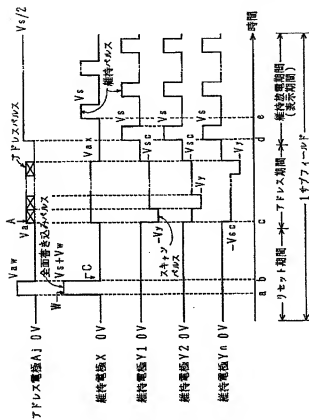 Vs/2
アドレスパルス
Vaw
Va
A
アドレス電極Aj 0V
全面書き込みパルス
Vs+Vw
W
C
Vax
Vs
維持パルス
維持電極X 0V
Vs
-Vsc
維持電極Y1 0V
-Vy
スキャンパルス
Vs
-Vsc
維持電極Y2 0V
-Vy
Vs
維持電極Yn 0V
-Vsc
-Vy
a
b
c
d
e
時間
リセット期間
アドレス期間
維持放電期間
(表示期間)
1サブフィールド